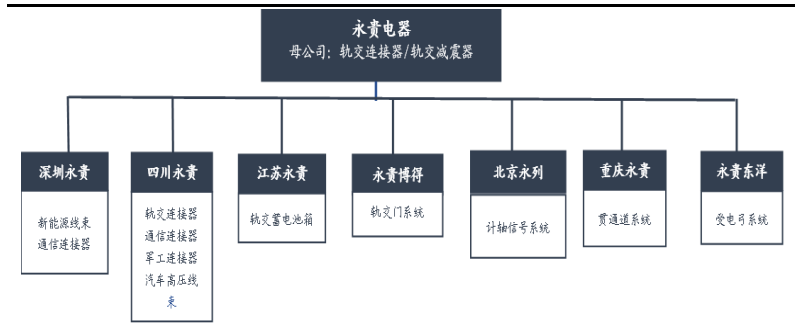 永贵电器
母公司：轨交连接器/轨交减震器
深圳永贵
新能源线束
通信连接器
四川永贵
轨交连接器
通信连接器
军工连接器
汽车高压线
束
江苏永贵
轨交蓄电池箱
永贵博得
轨交门系统
北京永列
计轴信号系统
重庆永贵
贯通道系统
永贵东洋
受电弓系统